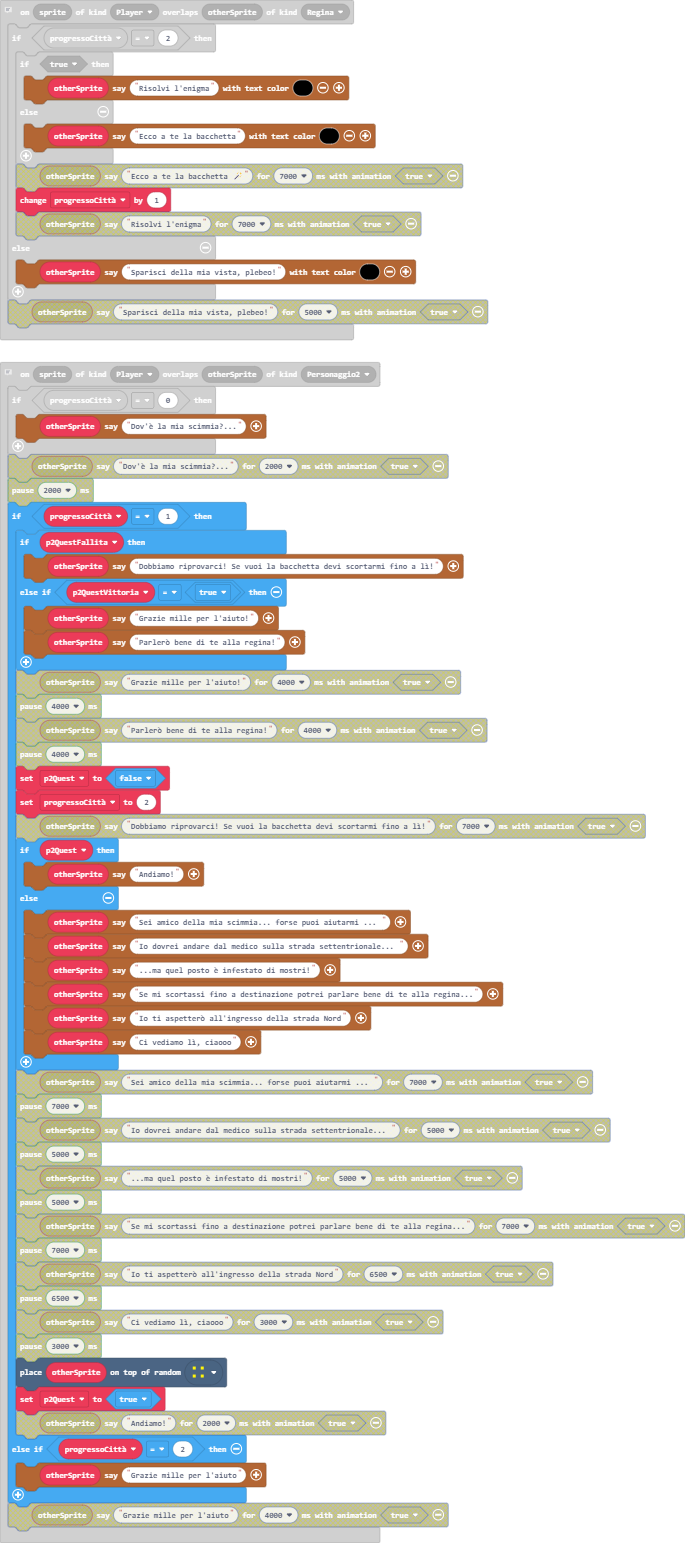 on sprite of kind Player overlaps otherSprite of kind Regina
if progressoCittà = 2 then
if true then
otherSprite say "Risolvi l'enigma" with text color
else
otherSprite say "Ecco a te la bacchetta" with text color
otherSprite say "Ecco a te la bacchetta 🪄" for 7000 ms with animation true
change progressoCittà by 1
otherSprite say "Risolvi l'enigma" for 7000 ms with animation true
else
otherSprite say "Sparisci della mia vista, plebeo!" with text color
otherSprite say "Sparisci della mia vista, plebeo!" for 5000 ms with animation true
on sprite of kind Player overlaps otherSprite of kind Personaggio2
if progressoCittà = 0 then
otherSprite say "Dov'è la mia scimmia?..."
otherSprite say "Dov'è la mia scimmia?..." for 2000 ms with animation true
pause 2000 ms
if progressoCittà = 1 then
if p2QuestFallita then
otherSprite say "Dobbiamo riprovarci! Se vuoi la bacchetta devi scortarmi fino a lì!"
else if p2QuestVittoria = true then
otherSprite say "Grazie mille per l'aiuto!"
otherSprite say "Parlerò bene di te alla regina!"
otherSprite say "Grazie mille per l'aiuto!" for 4000 ms with animation true
pause 4000 ms
otherSprite say "Parlerò bene di te alla regina!" for 4000 ms with animation true
pause 4000 ms
set p2Quest to false
set progressoCittà to 2
otherSprite say "Dobbiamo riprovarci! Se vuoi la bacchetta devi scortarmi fino a lì!" for 7000 ms with animation true
if p2Quest then
otherSprite say "Andiamo!"
else
otherSprite say "Sei amico della mia scimmia... forse puoi aiutarmi ... "
otherSprite say "Io dovrei andare dal medico sulla strada settentrionale... "
otherSprite say "...ma quel posto è infestato di mostri!"
otherSprite say "Se mi scortassi fino a destinazione potrei parlare bene di te alla regina..."
otherSprite say "Io ti aspetterò all'ingresso della strada Nord"
otherSprite say "Ci vediamo lì, ciaooo"
otherSprite say "Sei amico della mia scimmia... forse puoi aiutarmi ... " for 7000 ms with animation true
pause 7000 ms
otherSprite say "Io dovrei andare dal medico sulla strada settentrionale... " for 5000 ms with animation true
pause 5000 ms
otherSprite say "...ma quel posto è infestato di mostri!" for 5000 ms with animation true
pause 5000 ms
otherSprite say "Se mi scortassi fino a destinazione potrei parlare bene di te alla regina..." for 7000 ms with animation true
pause 7000 ms
otherSprite say "Io ti aspetterò all'ingresso della strada Nord" for 6500 ms with animation true
pause 6500 ms
otherSprite say "Ci vediamo lì, ciaooo" for 3000 ms with animation true
pause 3000 ms
place otherSprite on top of random
set p2Quest to true
otherSprite say "Andiamo!" for 2000 ms with animation true
else if progressoCittà = 2 then
otherSprite say "Grazie mille per l'aiuto"
otherSprite say "Grazie mille per l'aiuto" for 4000 ms with animation true